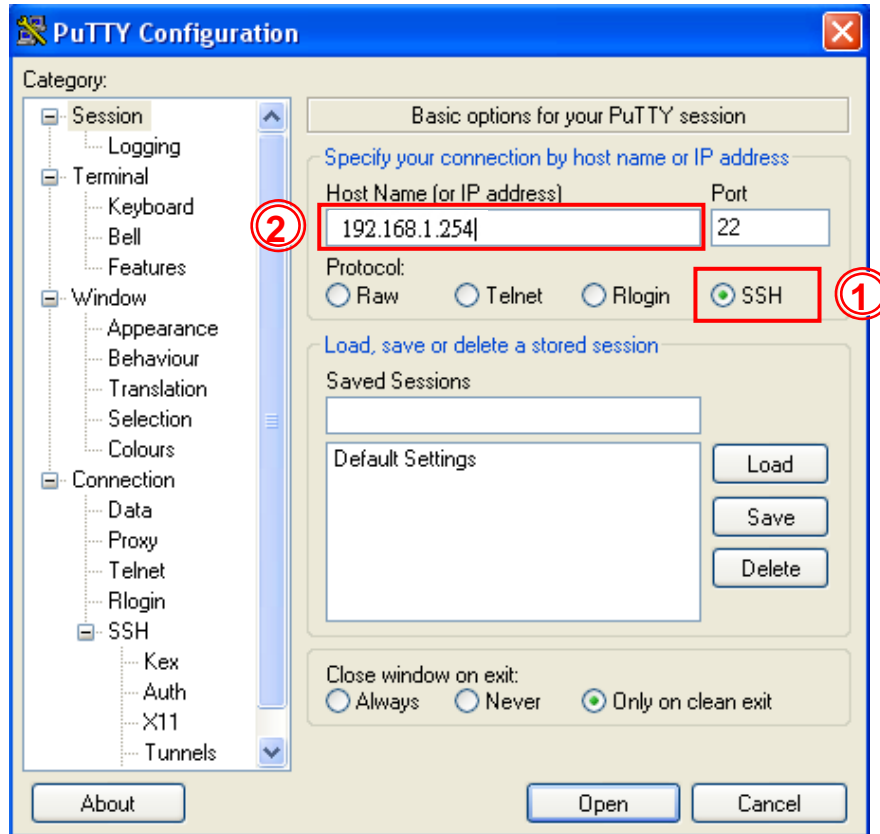 PuTTY Configuration
Category:
Session
Logging
Terminal
Keyboard
Bell
Features
Window
Appearance
Behaviour
Translation
Selection
Colours
Connection
Data
Proxy
Telnet
Rlogin
SSH
Kex
Auth
X11
Tunnels
Basic options for your PuTTY session
Specify your connection by host name or IP address
Host Name (or IP address) Port
2 192.168.1.254 22
Protocol:
Raw Telnet Rlogin SSH 1
Load, save or delete a stored session
Saved Sessions
Default Settings
Load
Save
Delete
Close window on exit:
Always Never Only on clean exit
About Open Cancel